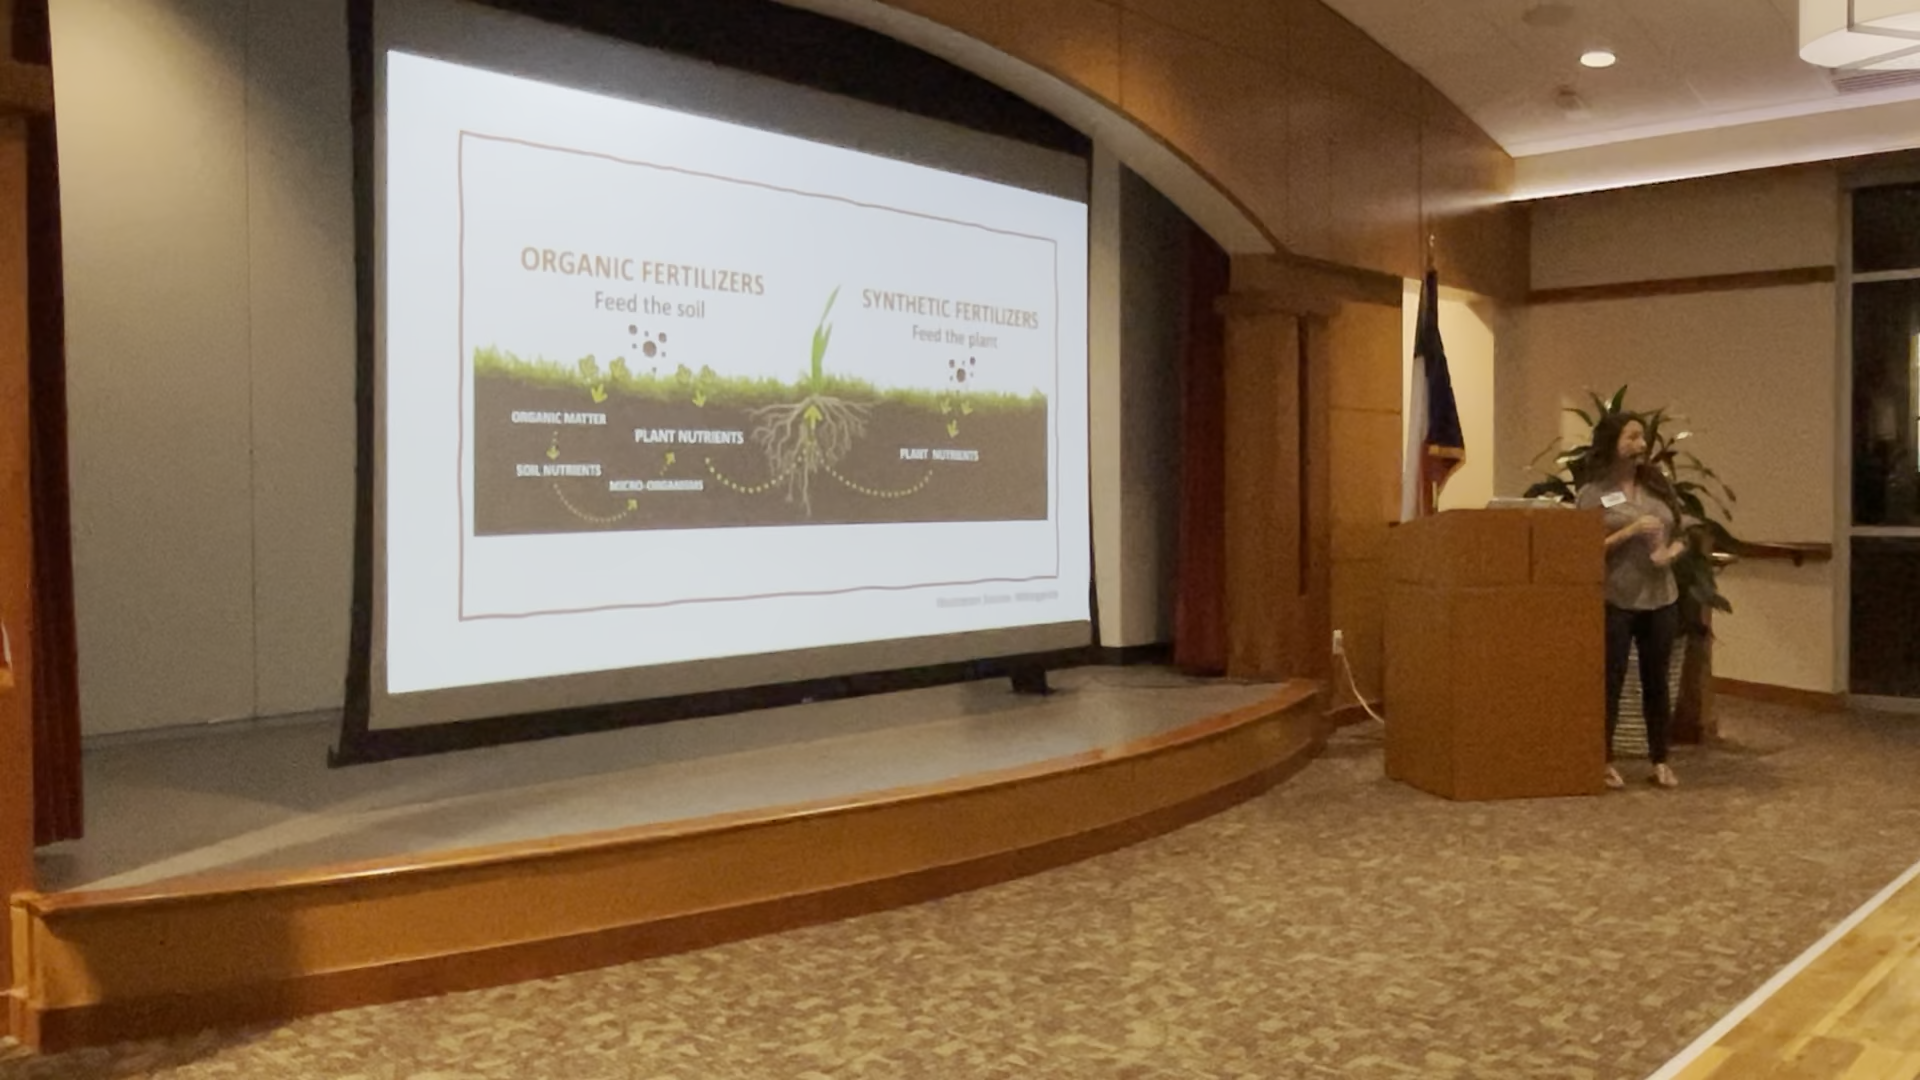 ORGANIC FERTILIZERS
Feed the soil
SYNTHETIC FERTILIZERS
Feed the plant
ORGANIC MATTER
PLANT NUTRIENTS
SOIL NUTRIENTS
MICRO-ORGANISMS
PLANT NUTRIENTS